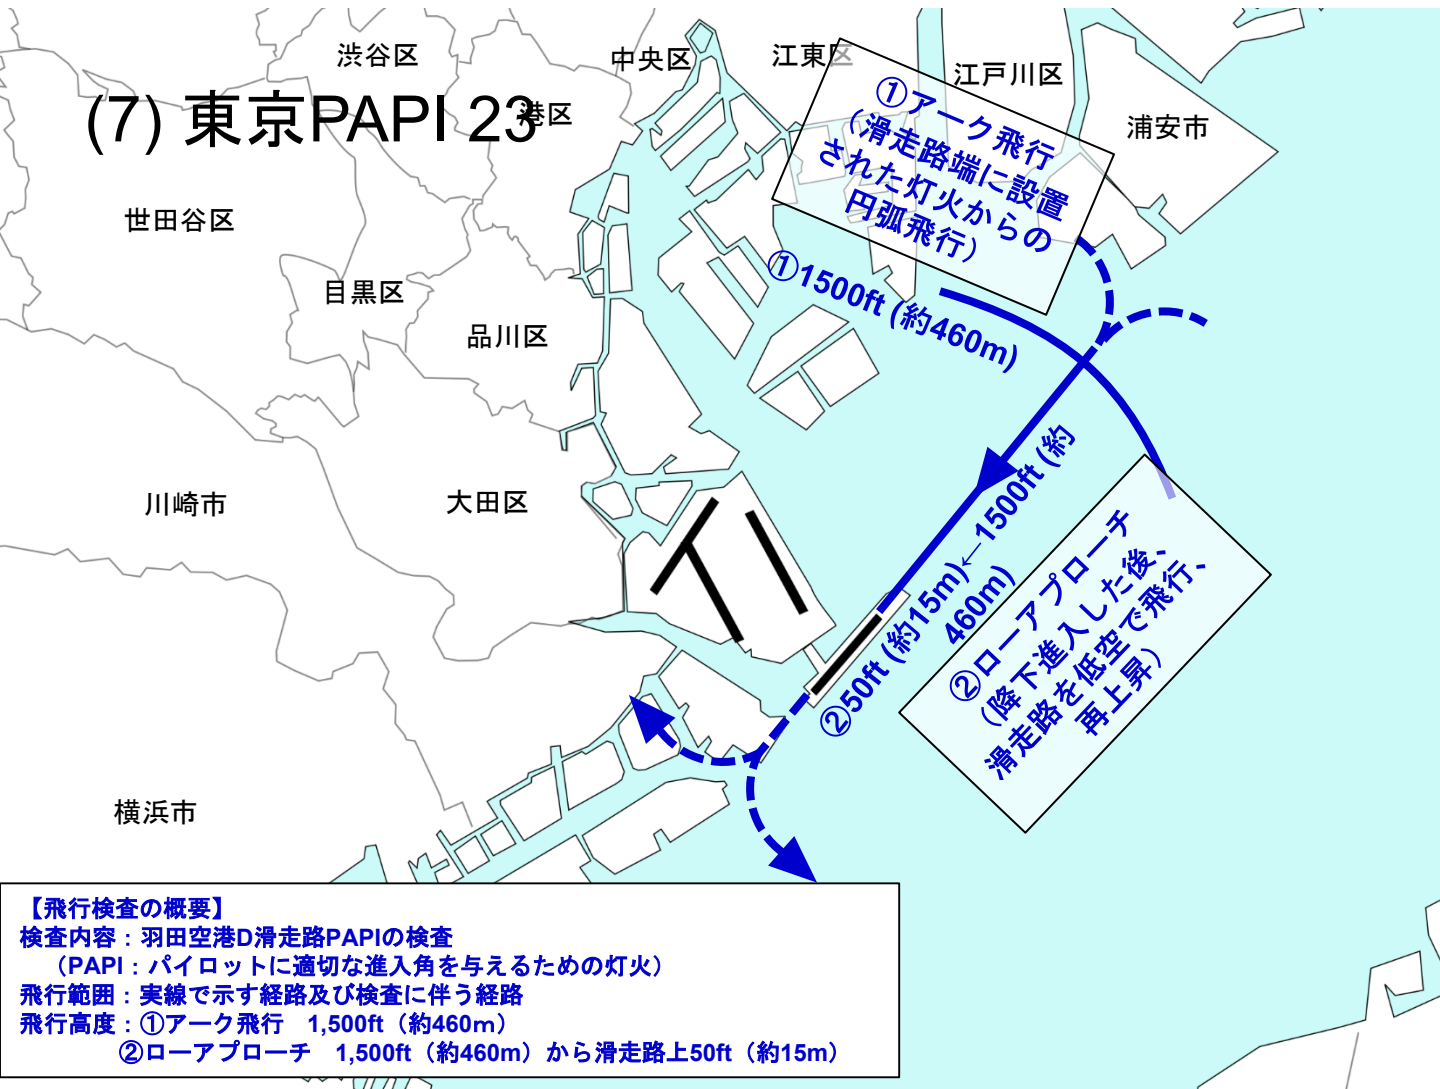 渋谷区
中央区
江東区
江戸川区
(7) 東京PAPI 23
港区
浦安市
①アーク飛行
（滑走路端に設置
された灯火からの
円弧飛行）
世田谷区
①1500ft (約460m)
目黒区
品川区
川崎市
大田区
②50ft (約15m)←1500ft (約
460m)
②ローアプローチ
（降下進入した後、
滑走路を低空で飛行、
再上昇）
横浜市
【飛行検査の概要】
検査内容：羽田空港D滑走路PAPIの検査
（PAPI：パイロットに適切な進入角を与えるための灯火）
飛行範囲：実線で示す経路及び検査に伴う経路
飛行高度：①アーク飛行　1,500ft（約460m）
②ローアプローチ　1,500ft（約460m）から滑走路上50ft（約15m）